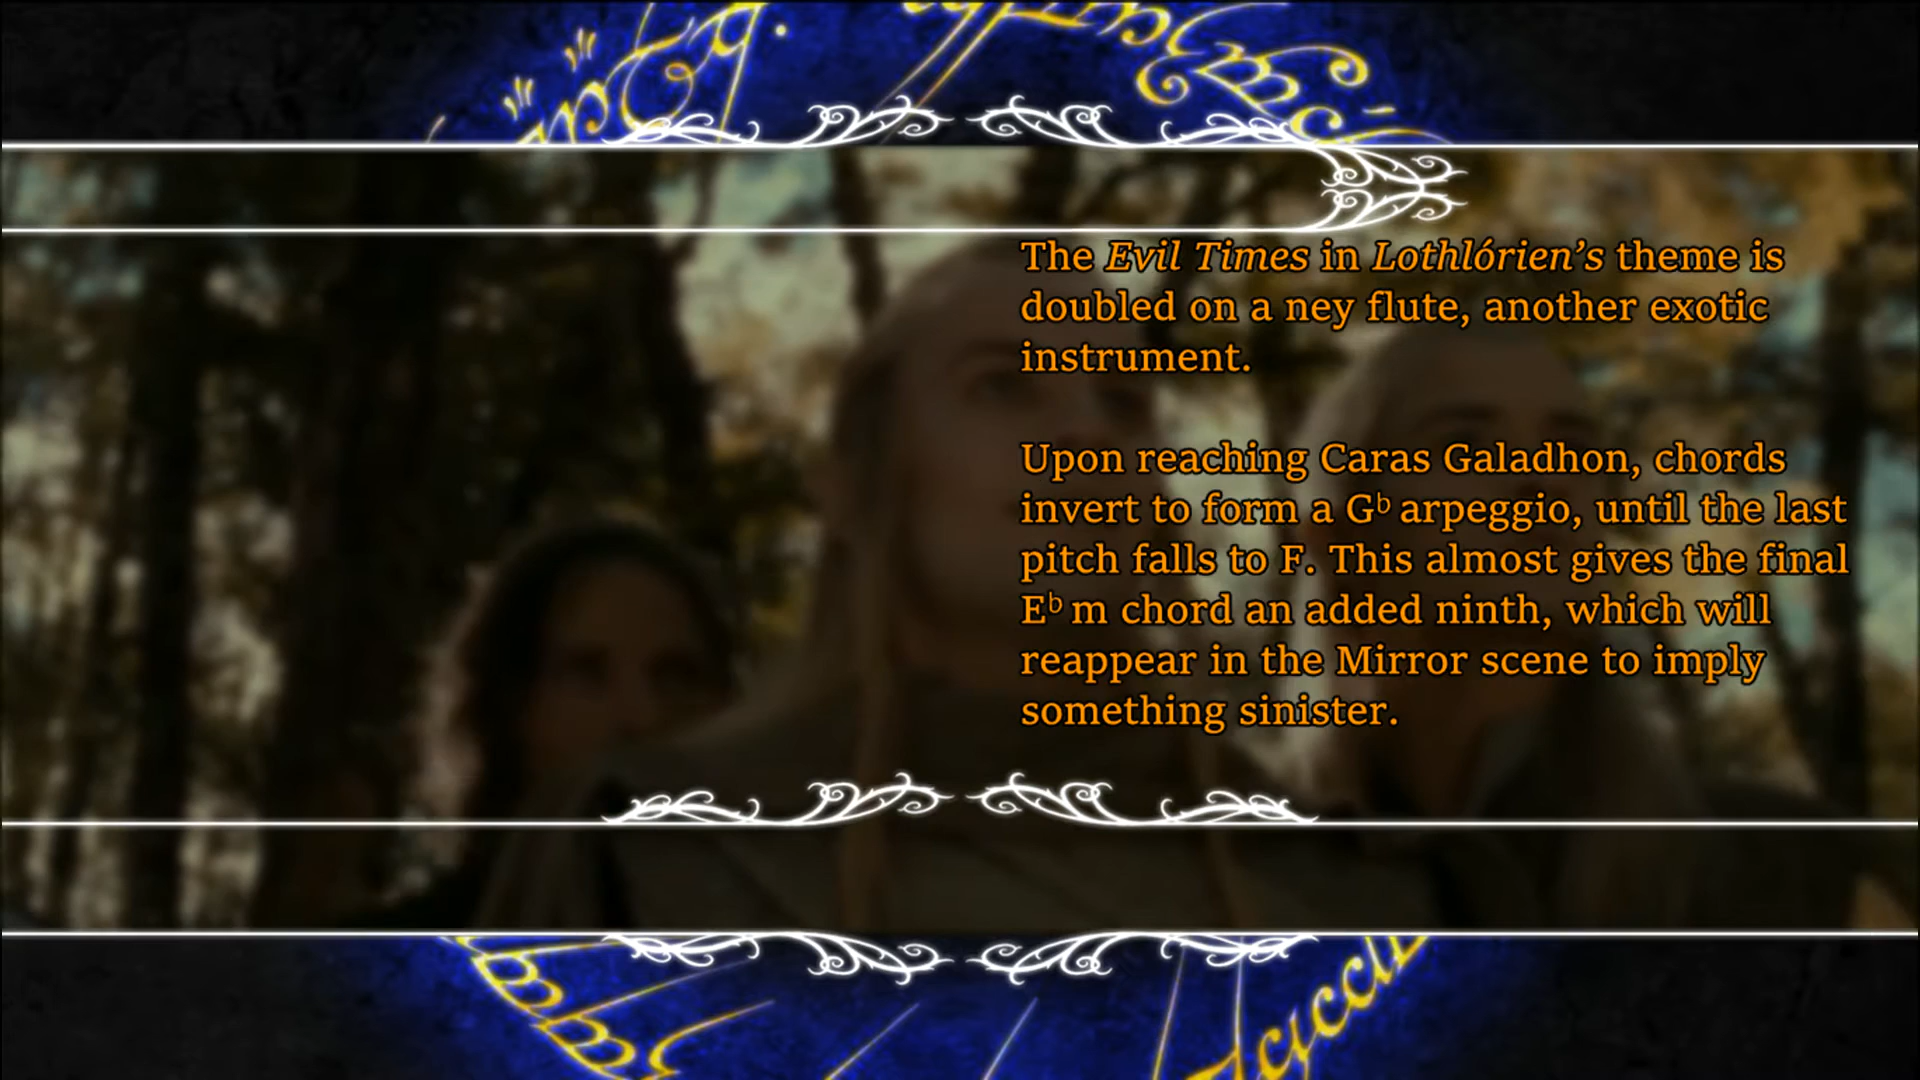 The Evil Times in Lothlórien’s theme is
doubled on a ney flute, another exotic
instrument.
Upon reaching Caras Galadhon, chords
invert to form a G♭ arpeggio, until the last
pitch falls to F. This almost gives the final
E♭ m chord an added ninth, which will
reappear in the Mirror scene to imply
something sinister.